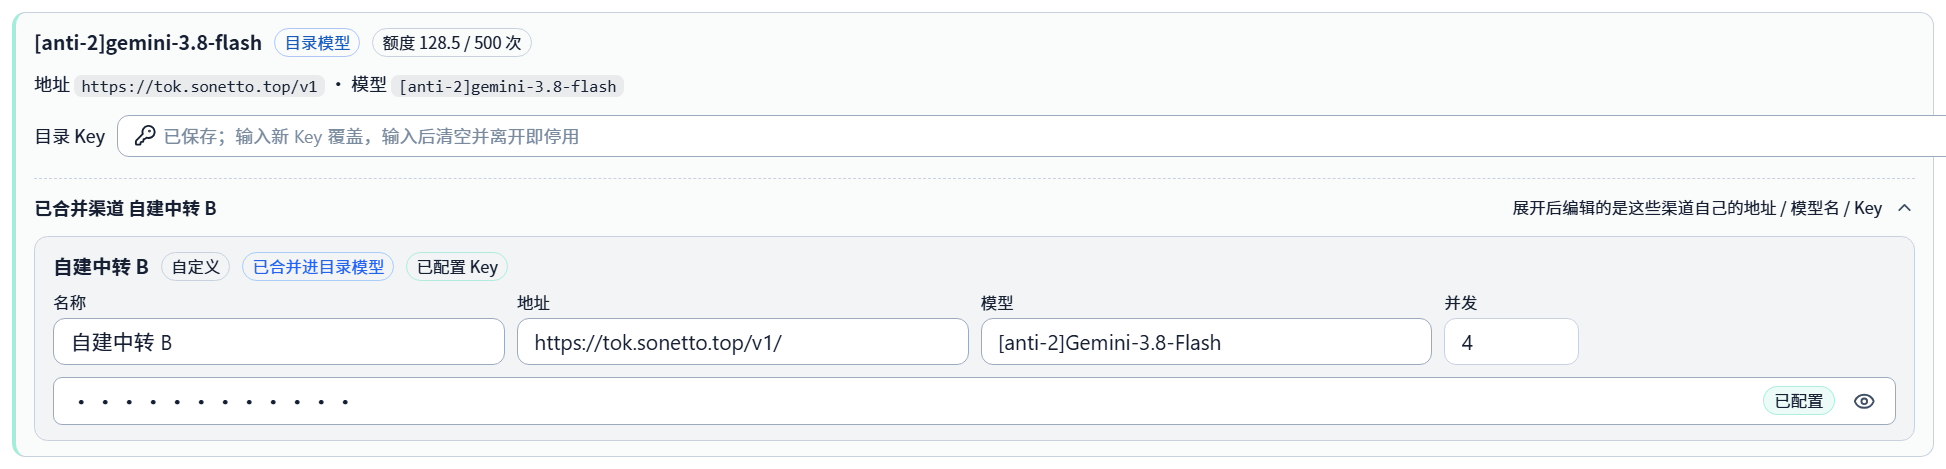 [anti-2]gemini-3.8-flash 目录模型 额度 128.5 / 500 次
地址 https://tok.sonetto.top/v1 · 模型 [anti-2]gemini-3.8-flash
目录 Key 已保存；输入新 Key 覆盖，输入后清空并离开即停用
已合并渠道 自建中转 B 展开后编辑的是这些渠道自己的地址 / 模型名 / Key
自建中转 B 自定义 已合并进目录模型 已配置 Key
名称 地址 模型 并发
自建中转 B https://tok.sonetto.top/v1/ [anti-2]Gemini-3.8-Flash 4
• • • • • • • • • • • • 已配置